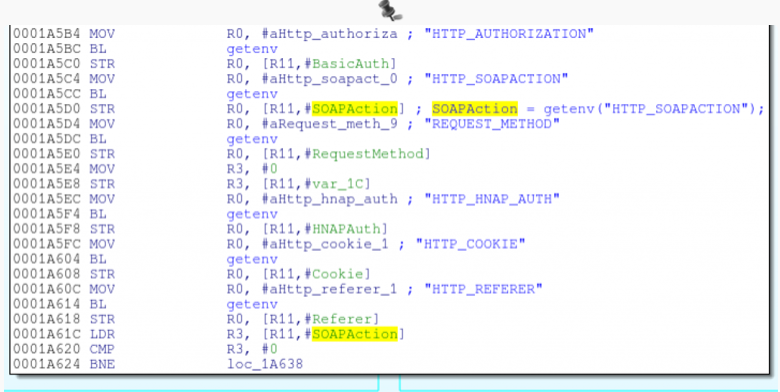 0001A5B4 MOV R0, #aHttp_authoriza ; "HTTP_AUTHORIZATION"
0001A5BC BL getenv
0001A5C0 STR R0, [R11,#BasicAuth]
0001A5C4 MOV R0, #aHttp_soapact_0 ; "HTTP_SOAPACTION"
0001A5CC BL getenv
0001A5D0 STR R0, [R11,#SOAPAction] ; SOAPAction = getenv("HTTP_SOAPACTION");
0001A5D4 MOV R0, #aRequest_meth_9 ; "REQUEST_METHOD"
0001A5DC BL getenv
0001A5E0 STR R0, [R11,#RequestMethod]
0001A5E4 MOV R3, #0
0001A5E8 STR R3, [R11,#var_1C]
0001A5EC MOV R0, #aHttp_hnap_auth ; "HTTP_HNAP_AUTH"
0001A5F4 BL getenv
0001A5F8 STR R0, [R11,#HNAPAuth]
0001A5FC MOV R0, #aHttp_cookie_1 ; "HTTP_COOKIE"
0001A604 BL getenv
0001A608 STR R0, [R11,#Cookie]
0001A60C MOV R0, #aHttp_referer_1 ; "HTTP_REFERER"
0001A614 BL getenv
0001A618 STR R0, [R11,#Referer]
0001A61C LDR R3, [R11,#SOAPAction]
0001A620 CMP R3, #0
0001A624 BNE loc_1A638